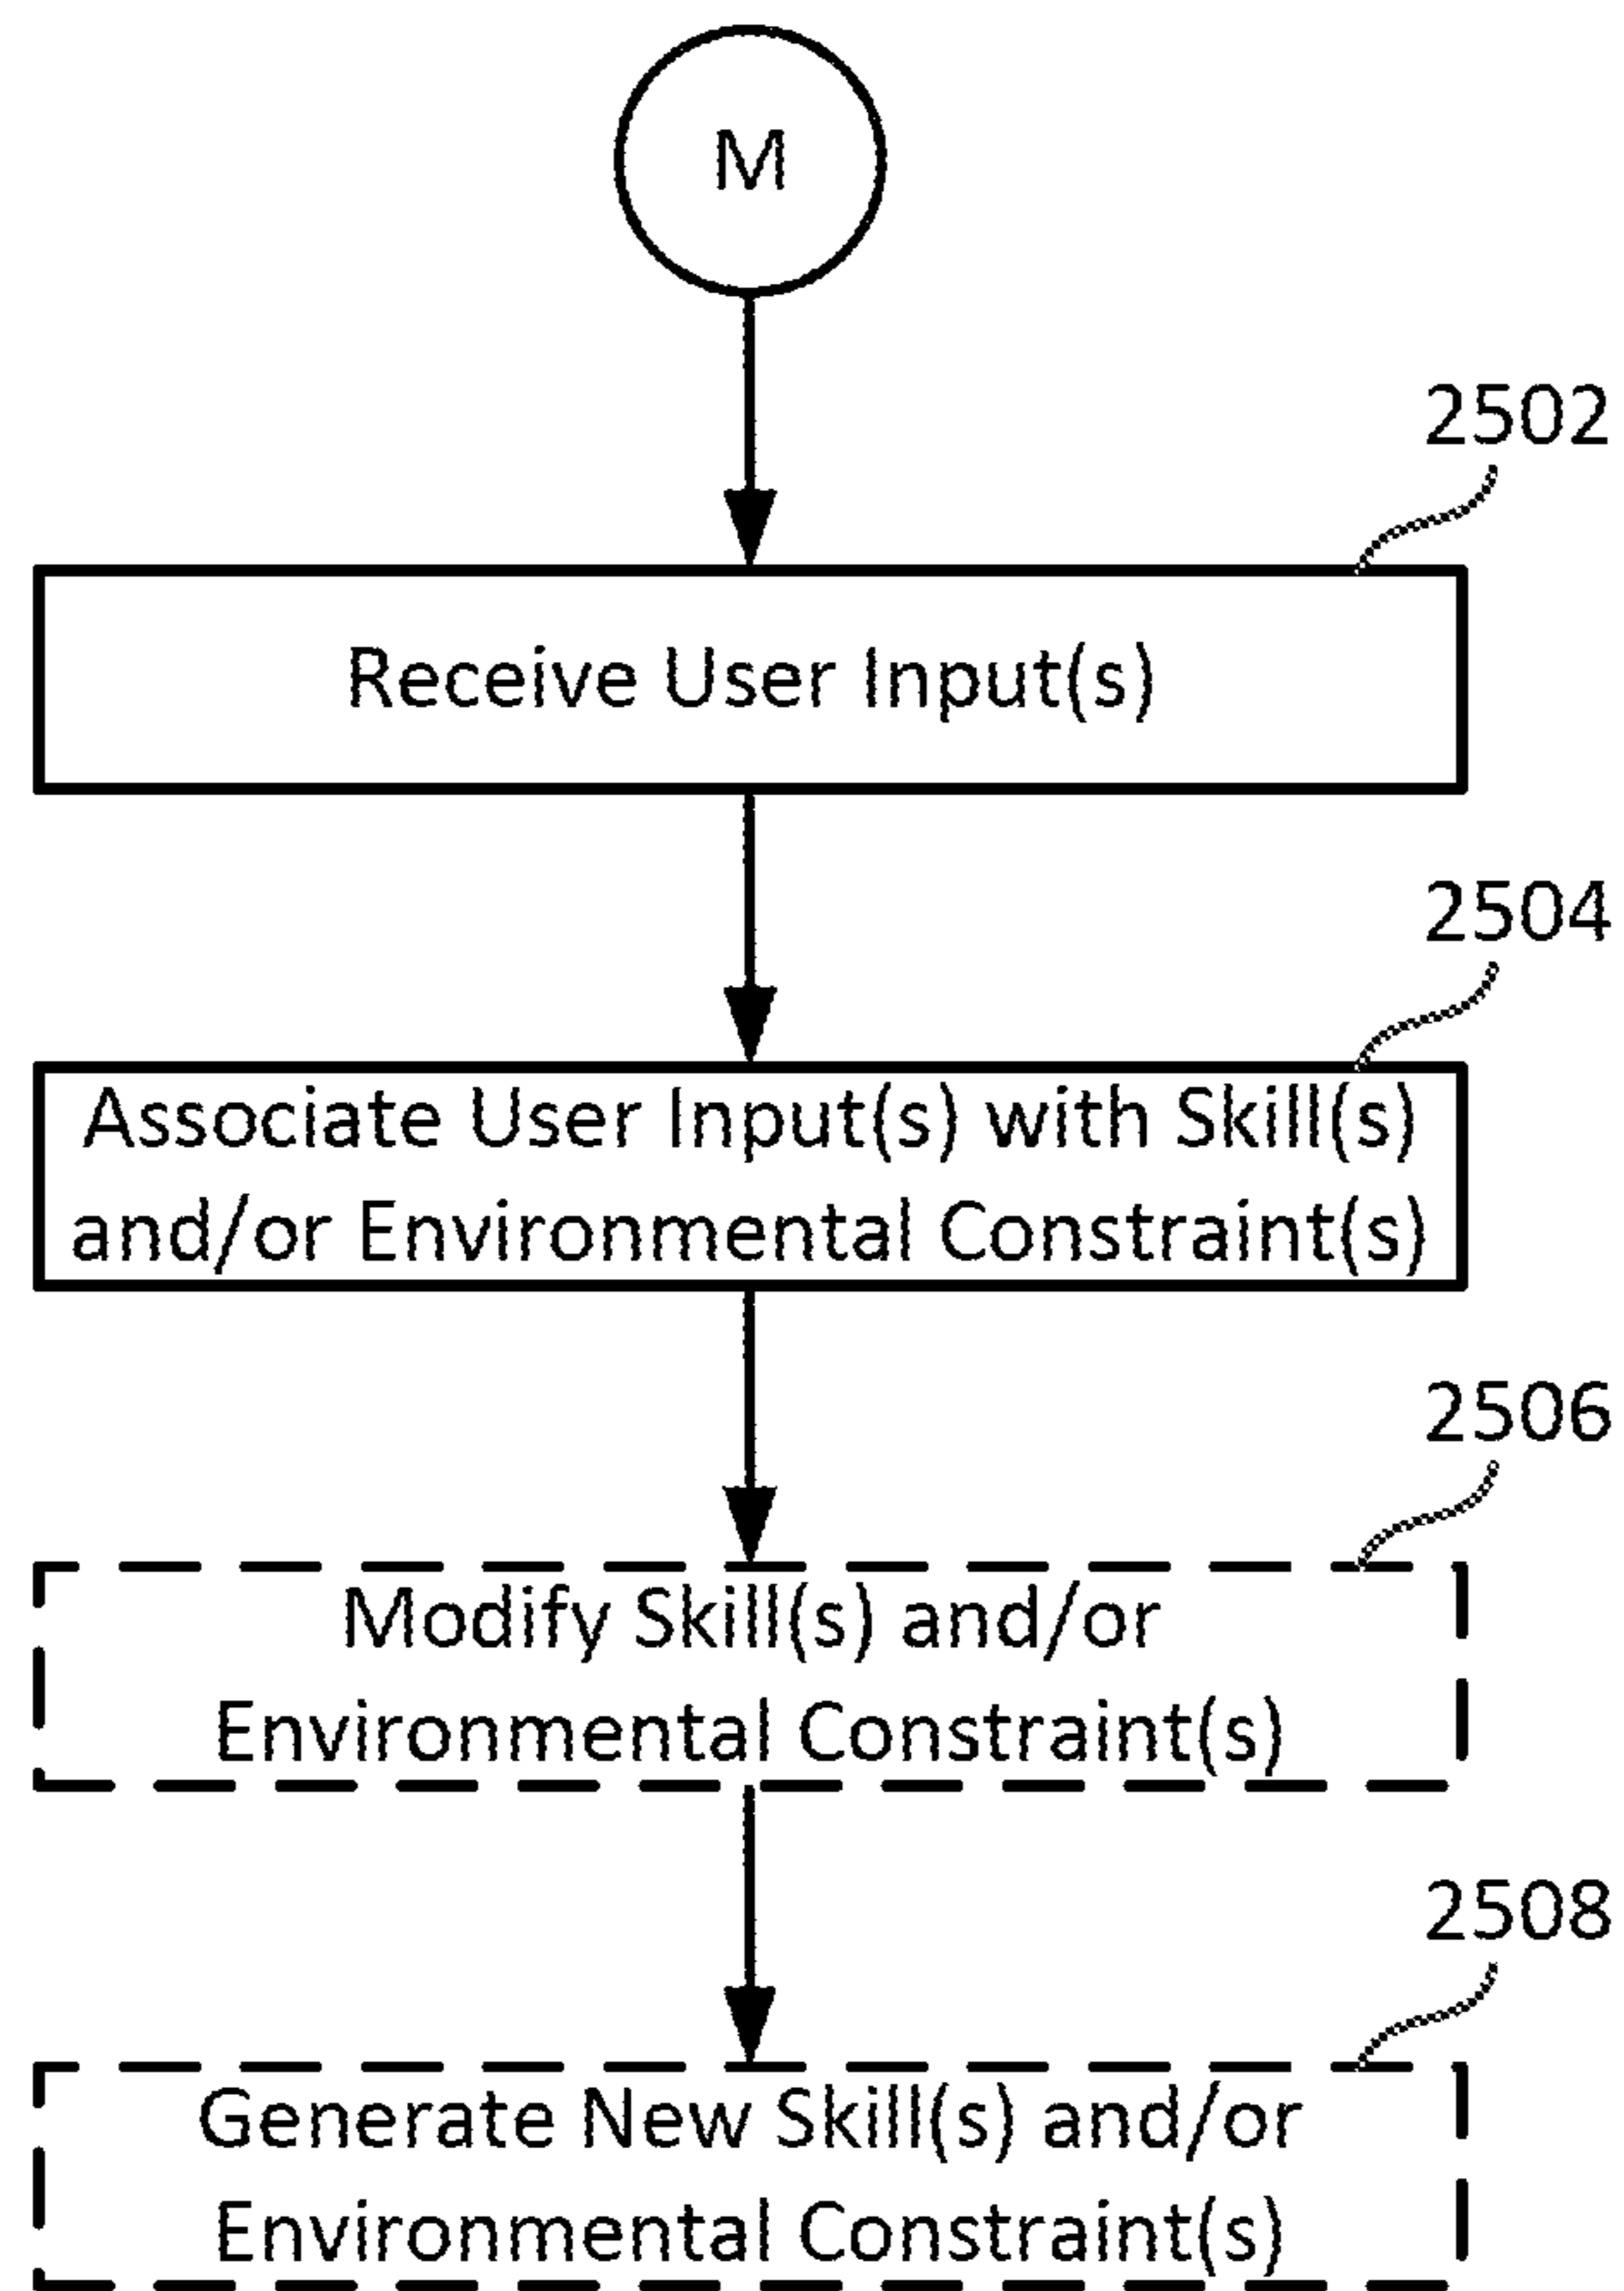 M
2502
Receive User Input(s)
2504
Associate User Input(s) with Skill(s)
and/or Environmental Constraint(s)
2506
Modify Skill(s) and/or
Environmental Constraint(s)
2508
Generate New Skill(s) and/or
Environmental Constraint(s)